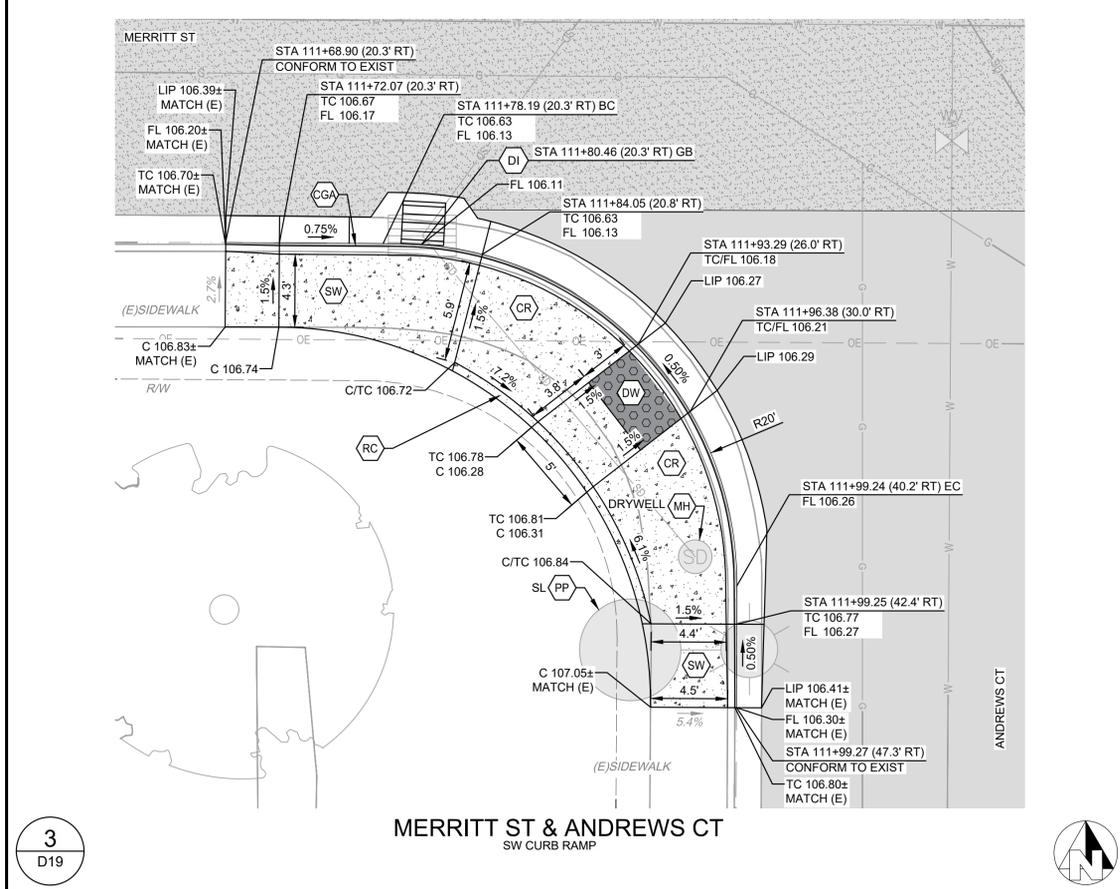 MERRITT ST
STA 111+68.90 (20.3' RT)
CONFORM TO EXIST
LIP 106.39±
MATCH (E)
STA 111+72.07 (20.3' RT)
TC 106.67
FL 106.17
FL 106.20±
MATCH (E)
STA 111+78.19 (20.3' RT) BC
TC 106.63
FL 106.13
TC 106.70±
MATCH (E)
DI
STA 111+80.46 (20.3' RT) GB
FL 106.11
CGA
STA 111+84.05 (20.8' RT)
TC 106.63
FL 106.13
0.75%
STA 111+93.29 (26.0' RT)
TC/FL 106.18
LIP 106.27
2.7%
1.5%
4.3'
SW
SD
5.9'
1.5%
CR
(E)SIDEWALK
STA 111+96.38 (30.0' RT)
TC/FL 106.21
OE
OE
OE
OE
OE
C 106.83±
MATCH (E)
C 106.74
LIP 106.29
R/W
C/TC 106.72
7.2%
3'
3.8'
0.50%
SD
DW
1.5%
1.5%
R20'
RC
TC 106.78
C 106.28
5'
CR
STA 111+99.24 (40.2' RT) EC
FL 106.26
TC 106.81
C 106.31
SD
DRYWELL
MH
6.1%
SD
C/TC 106.84
SL
PP
STA 111+99.25 (42.4' RT)
TC 106.77
FL 106.27
1.5%
4.4'
0.50%
SW
C 107.05±
MATCH (E)
4.5'
5.4%
LIP 106.41±
MATCH (E)
FL 106.30±
MATCH (E)
STA 111+99.27 (47.3' RT)
CONFORM TO EXIST
TC 106.80±
MATCH (E)
(E)SIDEWALK
ANDREWS CT
G
G
G
G
G
G
G
W
W
W
W
W
W
3
D19
MERRITT ST & ANDREWS CT
SW CURB RAMP
N